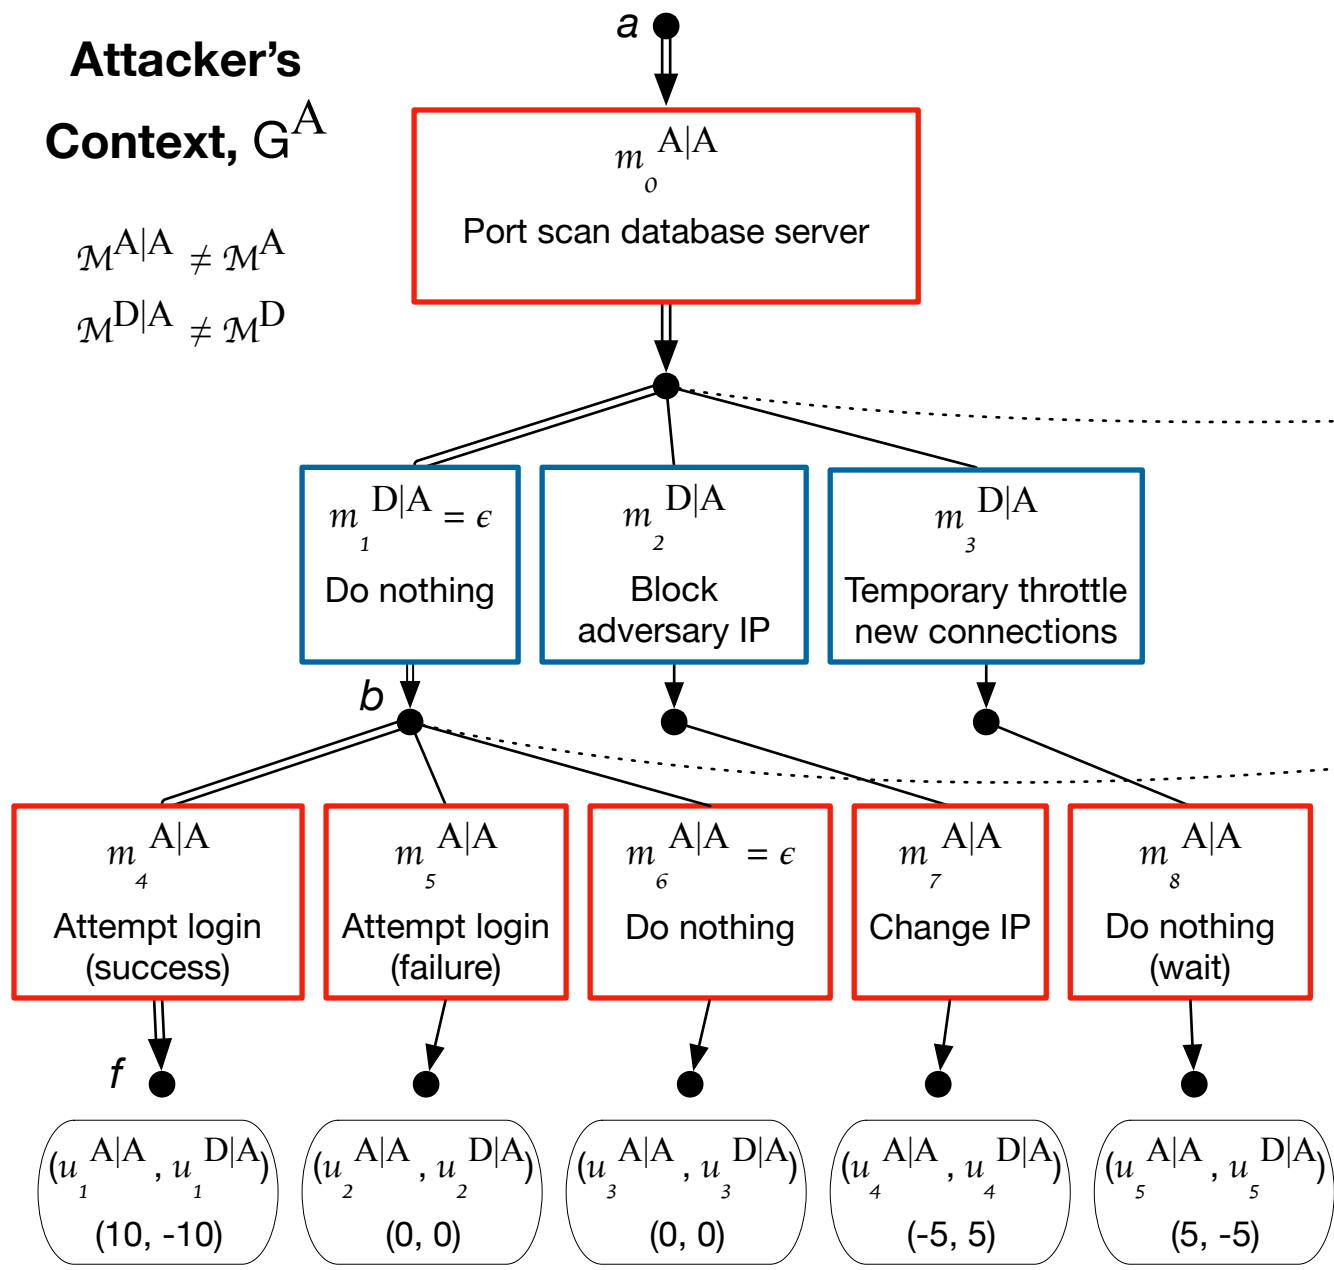 Attacker's
Context, G^A
ℳ^A|A ≠ ℳ^A
ℳ^D|A ≠ ℳ^D
a
m_0^A|A
Port scan database server
m_1^D|A = ϵ
Do nothing
m_2^D|A
Block
adversary IP
m_3^D|A
Temporary throttle
new connections
b
m_4^A|A
Attempt login
(success)
m_5^A|A
Attempt login
(failure)
m_6^A|A = ϵ
Do nothing
m_7^A|A
Change IP
m_8^A|A
Do nothing
(wait)
f
(u_1^A|A , u_1^D|A)
(10, -10)
(u_2^A|A , u_2^D|A)
(0, 0)
(u_3^A|A , u_3^D|A)
(0, 0)
(u_4^A|A , u_4^D|A)
(-5, 5)
(u_5^A|A , u_5^D|A)
(5, -5)